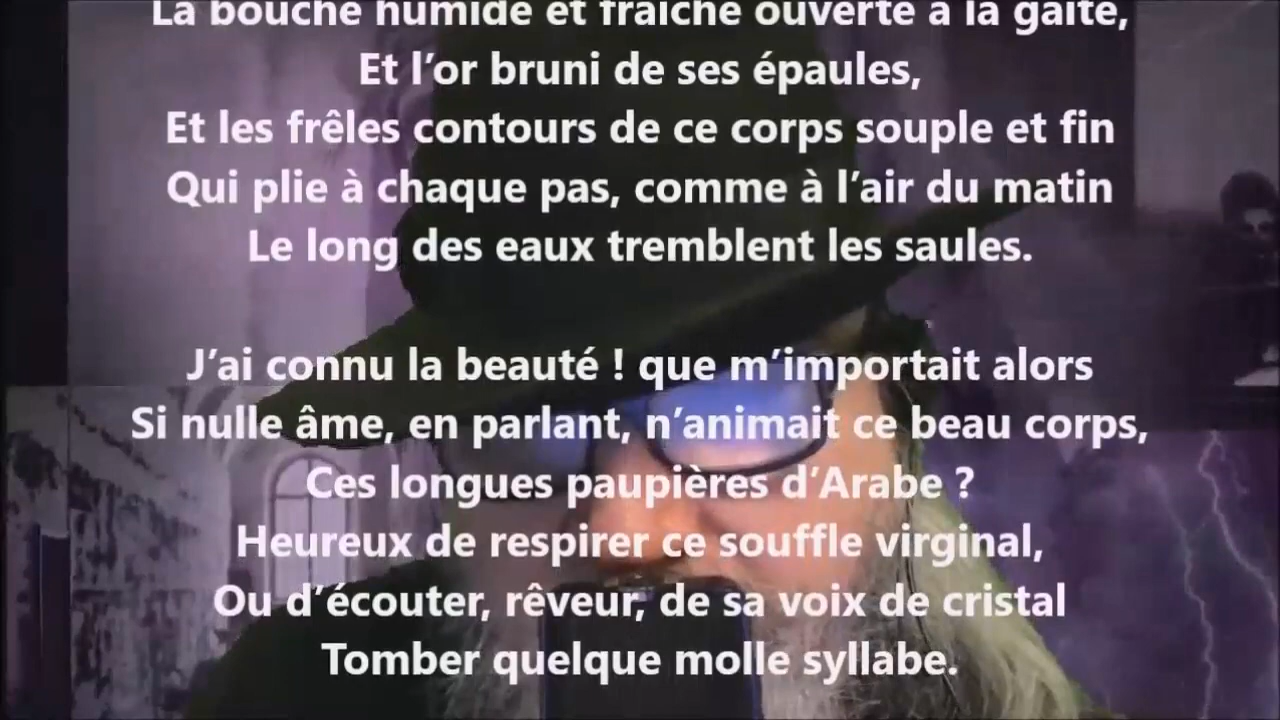 La bouche humide et fraîche ouverte à la gaîté,
Et l’or bruni de ses épaules,
Et les frêles contours de ce corps souple et fin
Qui plie à chaque pas, comme à l’air du matin
Le long des eaux tremblent les saules.
J’ai connu la beauté ! que m’importait alors
Si nulle âme, en parlant, n’animait ce beau corps,
Ces longues paupières d’Arabe ?
Heureux de respirer ce souffle virginal,
Ou d’écouter, rêveur, de sa voix de cristal
Tomber quelque molle syllabe.